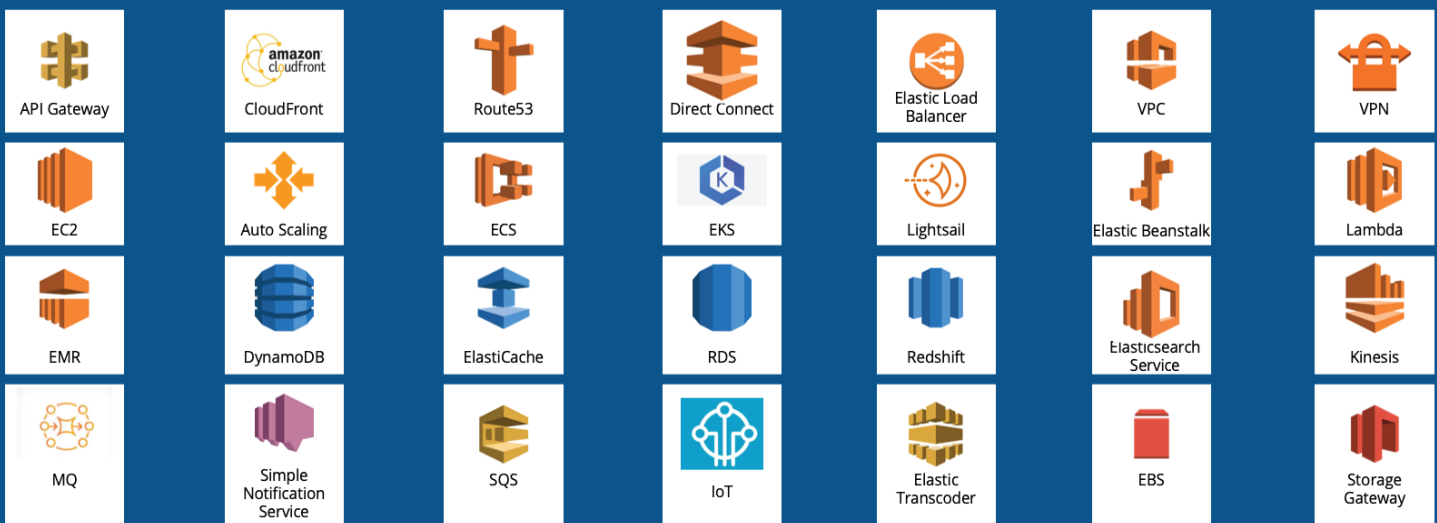 API Gateway
amazon
cloudfront
CloudFront
Route53
Direct Connect
Elastic Load
Balancer
VPC
VPN
EC2
Auto Scaling
ECS
K
EKS
Lightsail
Elastic Beanstalk
Lambda
EMR
DynamoDB
ElastiCache
RDS
Redshift
Elasticsearch
Service
Kinesis
MQ
Simple
Notification
Service
SQS
IoT
Elastic
Transcoder
EBS
Storage
Gateway